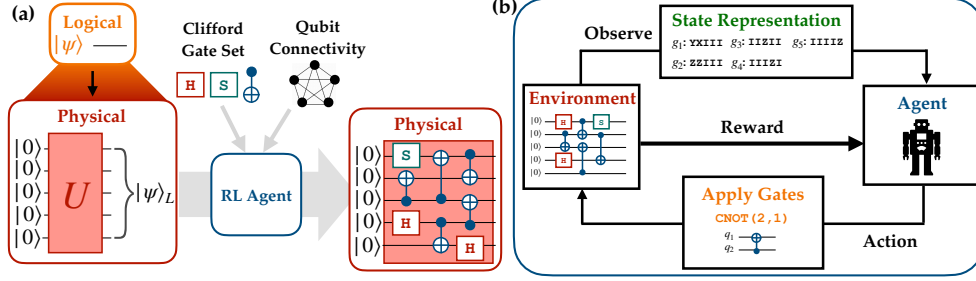 (a)
Logical
|ψ⟩
Physical
|0⟩
|0⟩
|0⟩
|0⟩
|0⟩
U
|ψ⟩L
Clifford
Gate Set
H S
Qubit
Connectivity
RL Agent
Physical
|0⟩
|0⟩
|0⟩
|0⟩
|0⟩
S
H
H
(b)
Observe
State Representation
g₁: YXIII g₃: IIZII g₅: IIIIZ
g₂: ZZIII g₄: IIIZI
Environment
|0⟩
|0⟩
|0⟩
|0⟩
|0⟩
H S
H
Reward
Agent
Apply Gates
CNOT(2,1)
q₁
q₂
Action